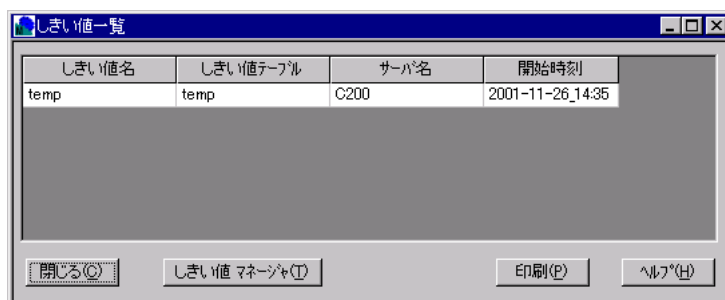 しきい値一覧
しきい値名 しきい値テーブル サーバ名 開始時刻
temp temp C200 2001-11-26_14:35
閉じる(C) しきい値 マネージャ(T) 印刷(P) ヘルプ(H)